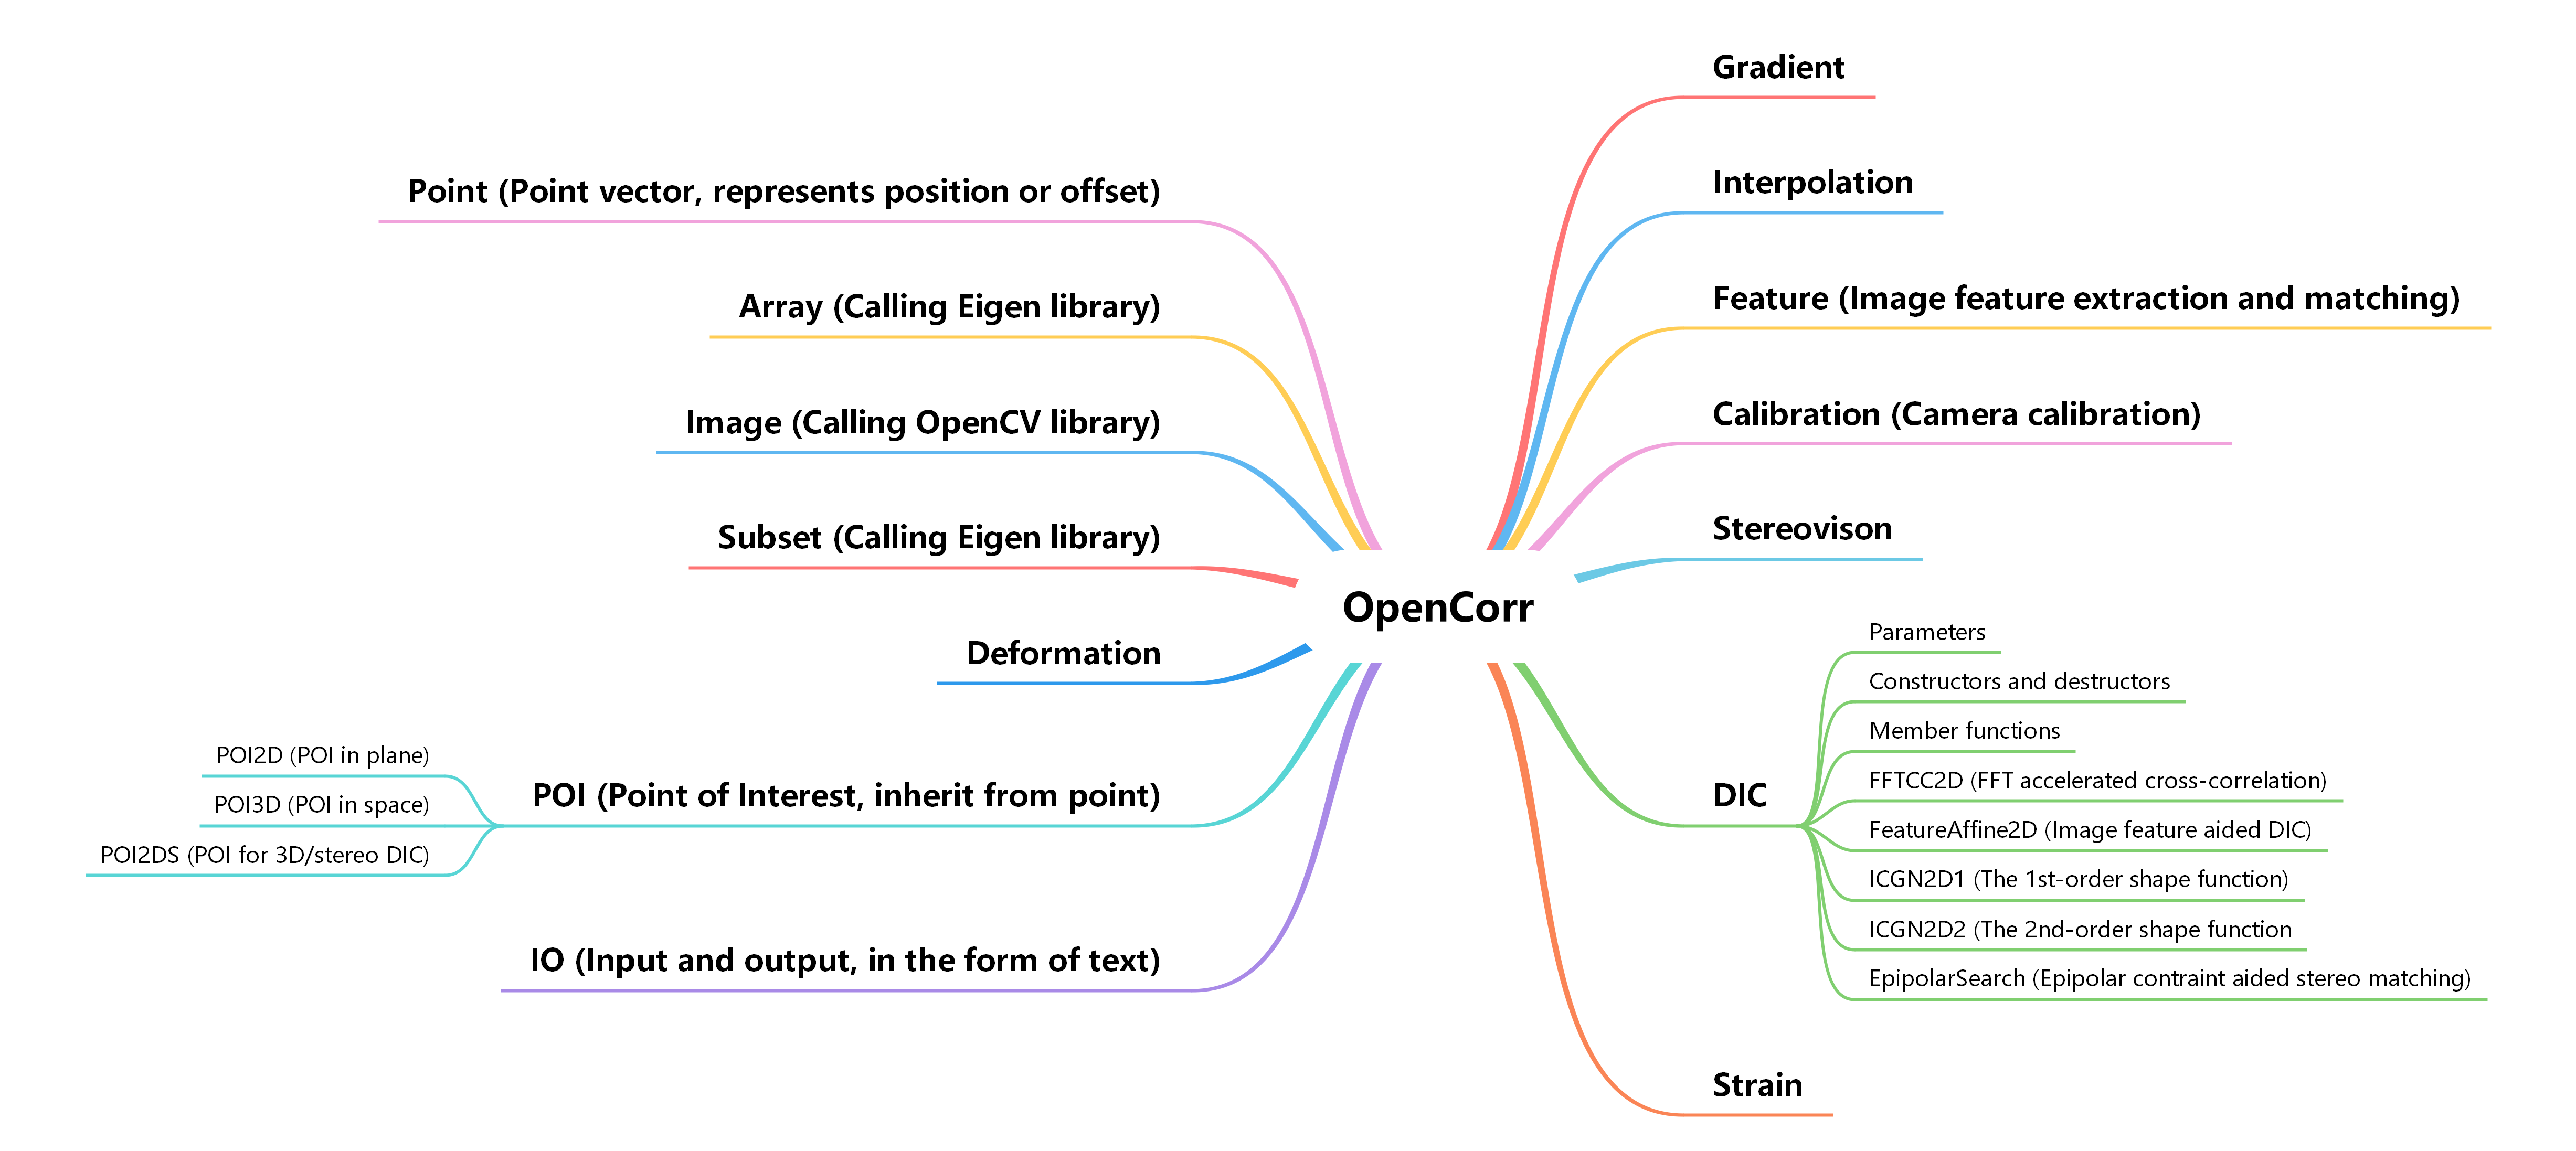 OpenCorr
Point (Point vector, represents position or offset)
Array (Calling Eigen library)
Image (Calling OpenCV library)
Subset (Calling Eigen library)
Deformation
POI (Point of Interest, inherit from point)
POI2D (POI in plane)
POI3D (POI in space)
POI2DS (POI for 3D/stereo DIC)
IO (Input and output, in the form of text)
Gradient
Interpolation
Feature (Image feature extraction and matching)
Calibration (Camera calibration)
Stereovison
DIC
Parameters
Constructors and destructors
Member functions
FFTCC2D (FFT accelerated cross-correlation)
FeatureAffine2D (Image feature aided DIC)
ICGN2D1 (The 1st-order shape function)
ICGN2D2 (The 2nd-order shape function
EpipolarSearch (Epipolar contraint aided stereo matching)
Strain